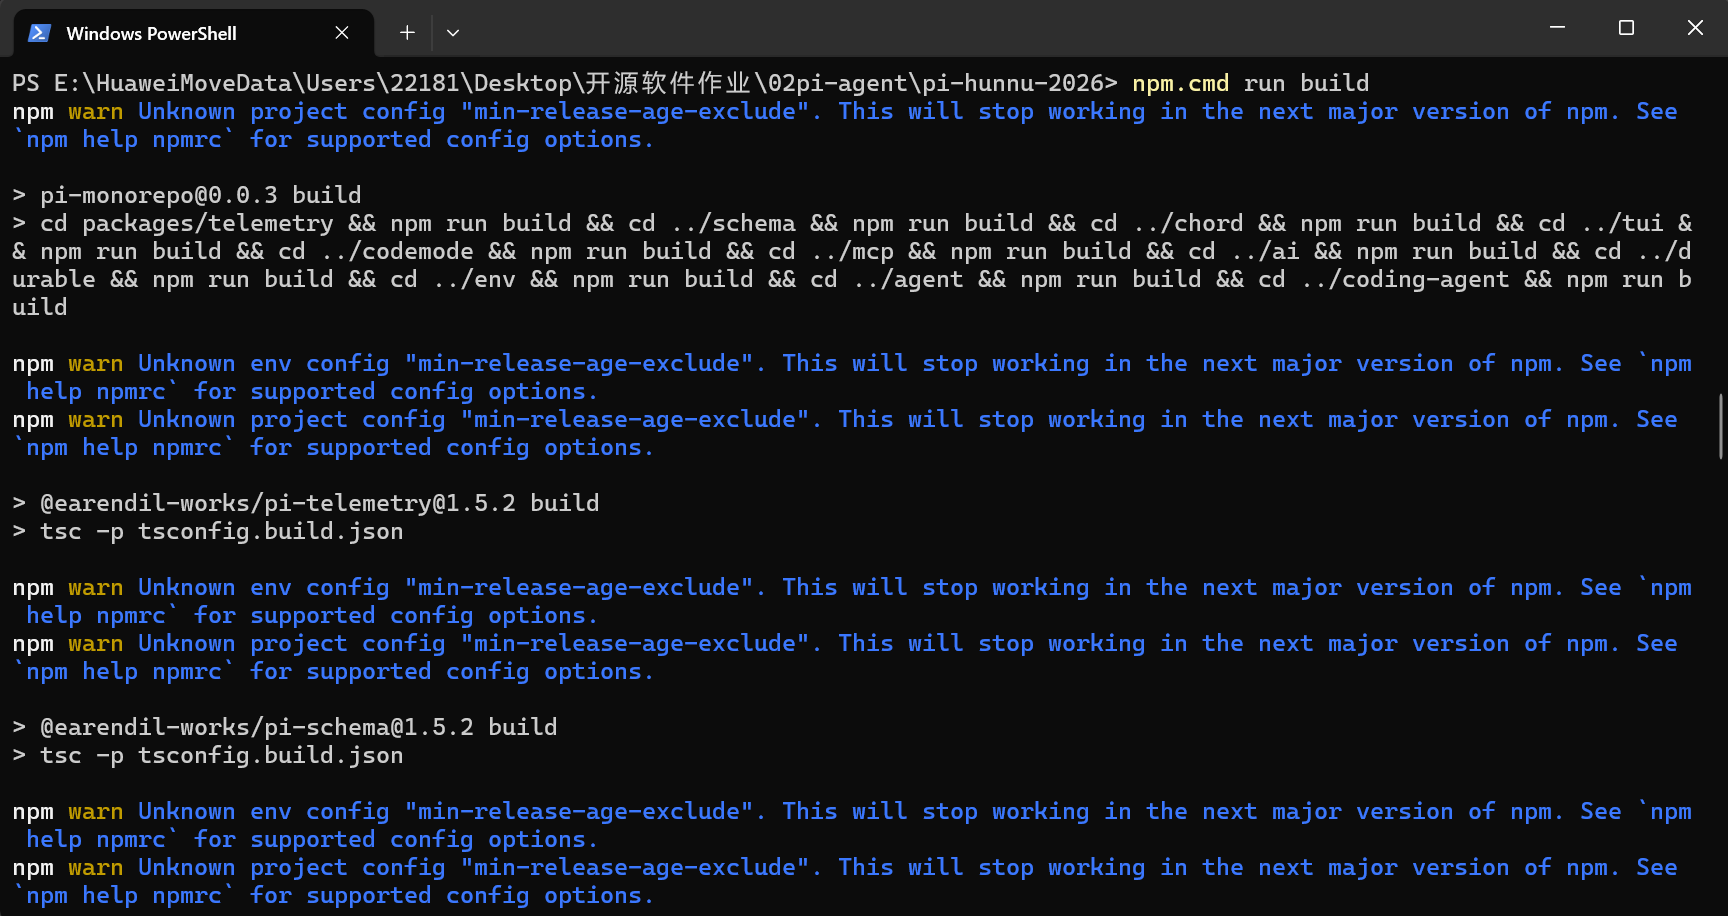 Windows PowerShell
PS E:\HuaweiMoveData\Users\22181\Desktop\开源软件作业\02pi-agent\pi-hunnu-2026> npm.cmd run build
npm warn Unknown project config "min-release-age-exclude". This will stop working in the next major version of npm. See
`npm help npmrc` for supported config options.
> pi-monorepo@0.0.3 build
> cd packages/telemetry && npm run build && cd ../schema && npm run build && cd ../chord && npm run build && cd ../tui &
& npm run build && cd ../codemode && npm run build && cd ../mcp && npm run build && cd ../ai && npm run build && cd ../d
urable && npm run build && cd ../env && npm run build && cd ../agent && npm run build && cd ../coding-agent && npm run b
uild
npm warn Unknown env config "min-release-age-exclude". This will stop working in the next major version of npm. See `npm
 help npmrc` for supported config options.
npm warn Unknown project config "min-release-age-exclude". This will stop working in the next major version of npm. See
`npm help npmrc` for supported config options.
> @earendil-works/pi-telemetry@1.5.2 build
> tsc -p tsconfig.build.json
npm warn Unknown env config "min-release-age-exclude". This will stop working in the next major version of npm. See `npm
 help npmrc` for supported config options.
npm warn Unknown project config "min-release-age-exclude". This will stop working in the next major version of npm. See
`npm help npmrc` for supported config options.
> @earendil-works/pi-schema@1.5.2 build
> tsc -p tsconfig.build.json
npm warn Unknown env config "min-release-age-exclude". This will stop working in the next major version of npm. See `npm
 help npmrc` for supported config options.
npm warn Unknown project config "min-release-age-exclude". This will stop working in the next major version of npm. See
`npm help npmrc` for supported config options.